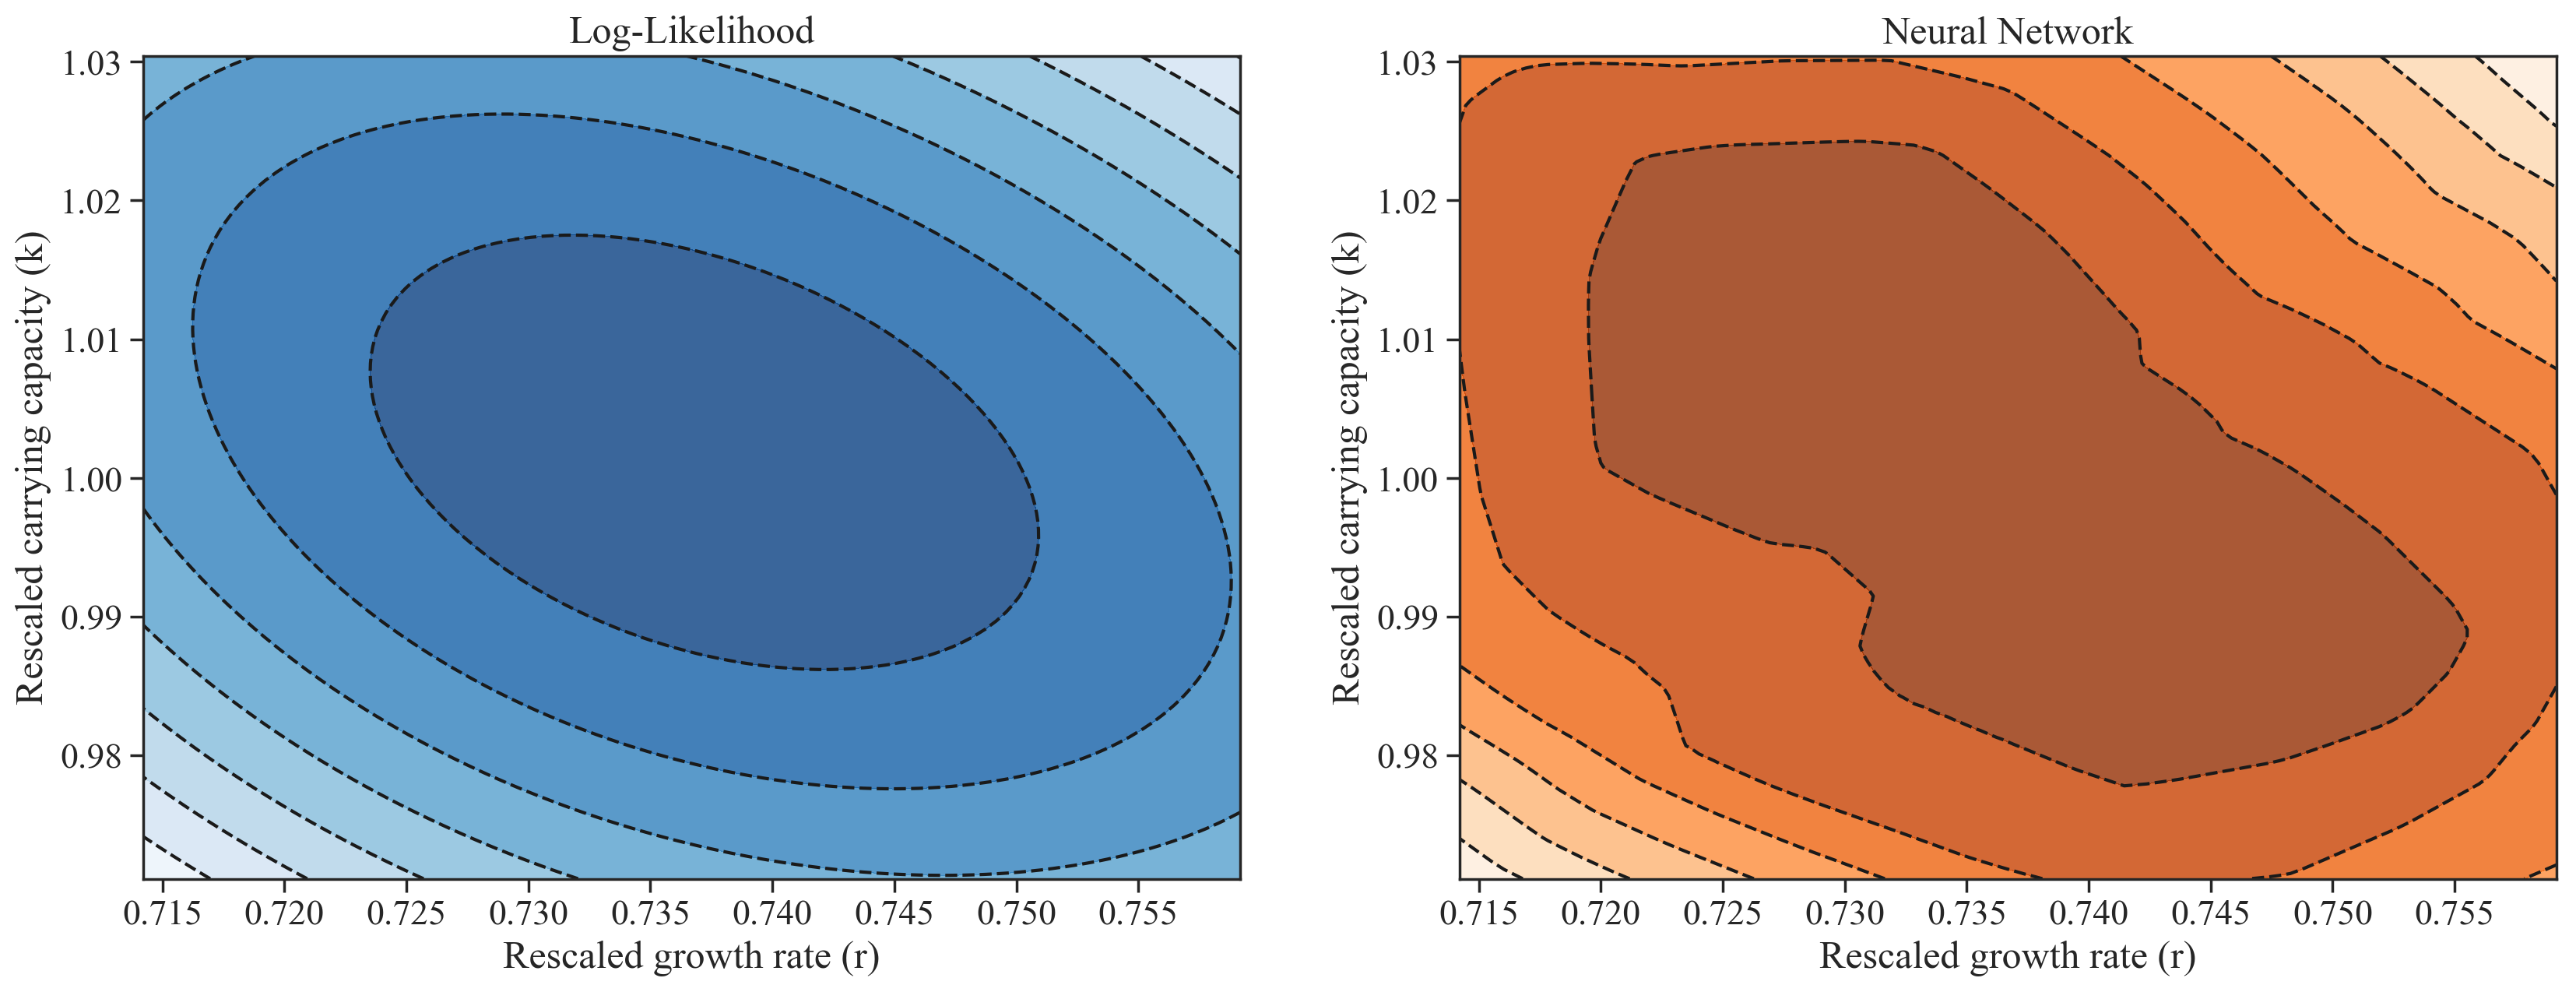 Log-Likelihood
Rescaled carrying capacity (k)
1.03
1.02
1.01
1.00
0.99
0.98
0.715 0.720 0.725 0.730 0.735 0.740 0.745 0.750 0.755
Rescaled growth rate (r)
Neural Network
Rescaled carrying capacity (k)
1.03
1.02
1.01
1.00
0.99
0.98
0.715 0.720 0.725 0.730 0.735 0.740 0.745 0.750 0.755
Rescaled growth rate (r)